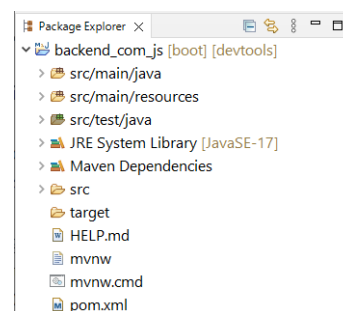 Package Explorer
backend_com_js [boot] [devtools]
src/main/java
src/main/resources
src/test/java
JRE System Library [JavaSE-17]
Maven Dependencies
src
target
HELP.md
mvnw
mvnw.cmd
pom.xml